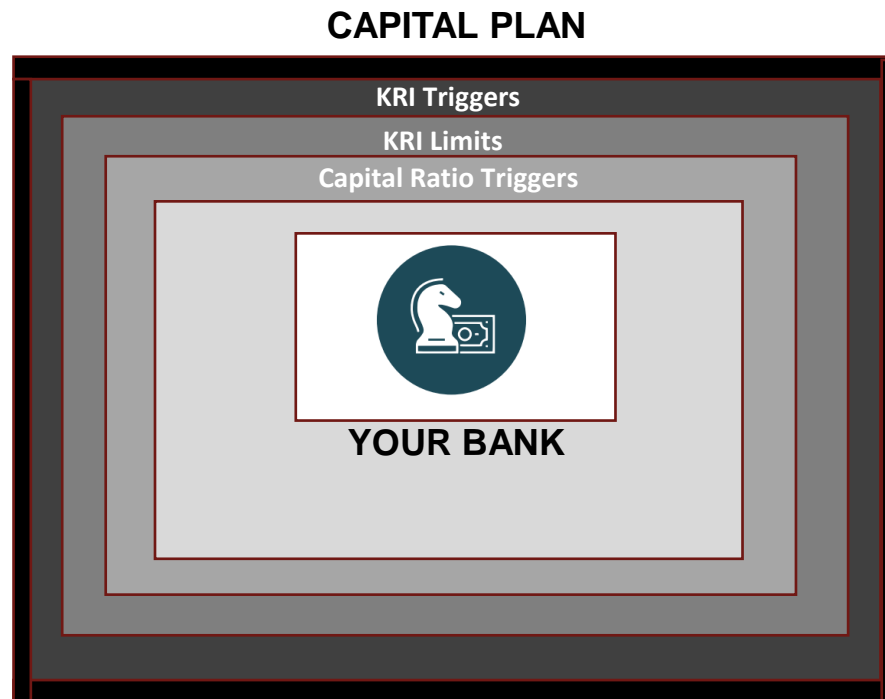 CAPITAL PLAN
KRI Triggers
KRI Limits
Capital Ratio Triggers
YOUR BANK